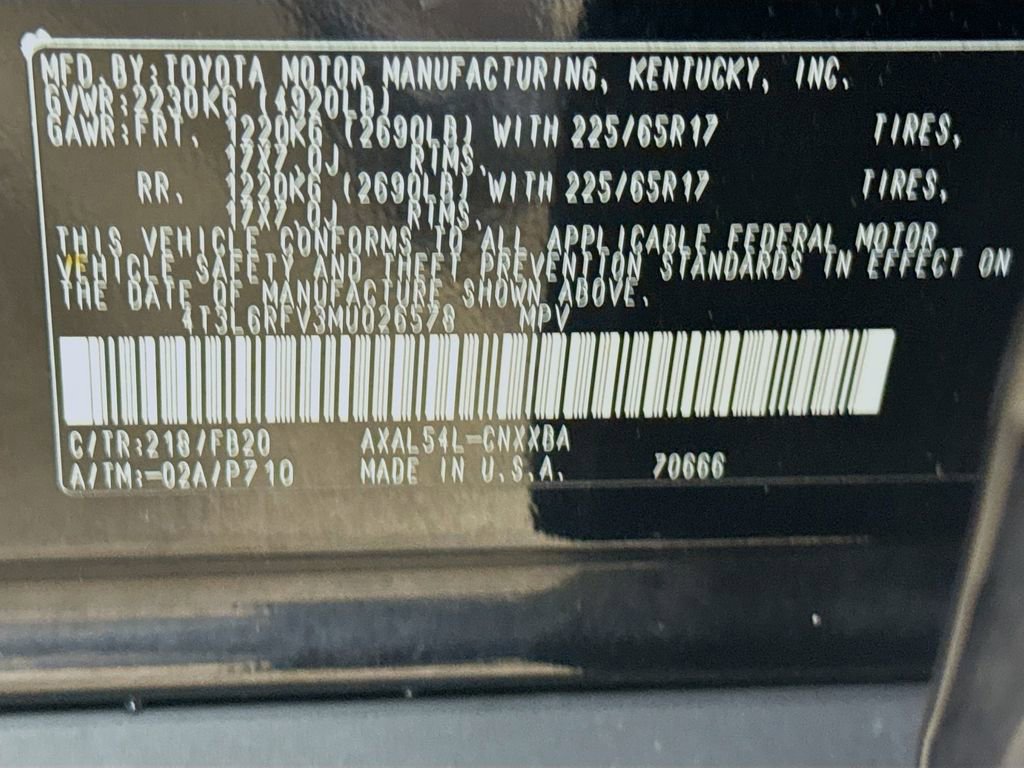 MFD.BY:TOYOTA MOTOR MANUFACTURING, KENTUCKY, INC.
GVWR:2230KG (4920LB)
GAWR:FRT. 1220KG (2690LB) WITH 225/65R17 TIRES,
17X7.0J RIMS,
RR. 1220KG (2690LB) WITH 225/65R17 TIRES,
17X7.0J RIMS.
THIS VEHICLE CONFORMS TO ALL APPLICABLE FEDERAL MOTOR
VEHICLE SAFETY AND THEFT PREVENTION STANDARDS IN EFFECT ON
THE DATE OF MANUFACTURE SHOWN ABOVE.
4T3L6RFV3MU026578 MPV
C/TR:218/FB20 AXAL54L-CNXXBA
A/TM:-02A/P710 MADE IN U.S.A. 70666